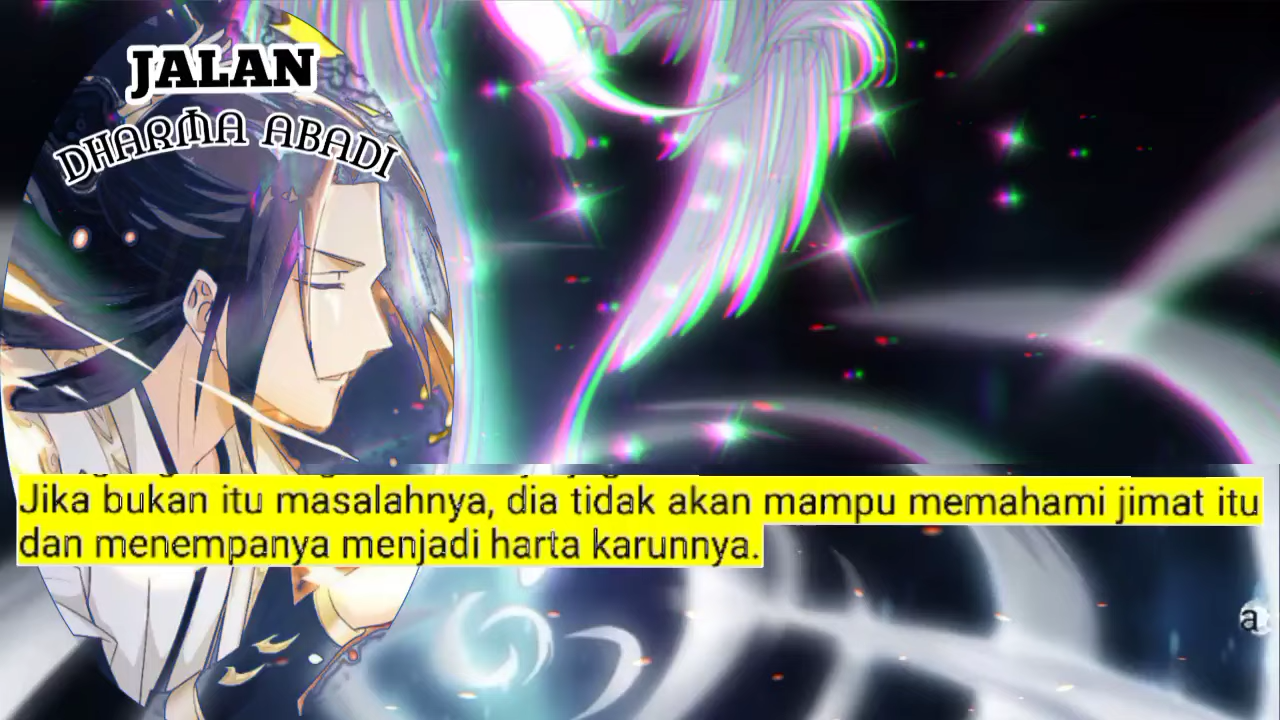 JALAN
DHARMA ABADI
Jika bukan itu masalahnya, dia tidak akan mampu memahami jimat itu
dan menempanya menjadi harta karunnya.
a